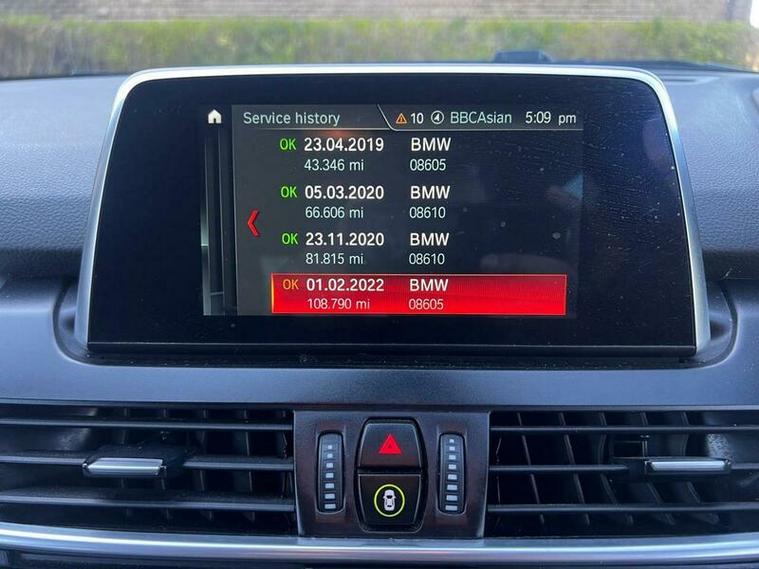 Service history 10 BBCAsian 5:09 pm
OK 23.04.2019 BMW
43.346 mi 08605
OK 05.03.2020 BMW
66.606 mi 08610
OK 23.11.2020 BMW
81.815 mi 08610
OK 01.02.2022 BMW
108.790 mi 08605